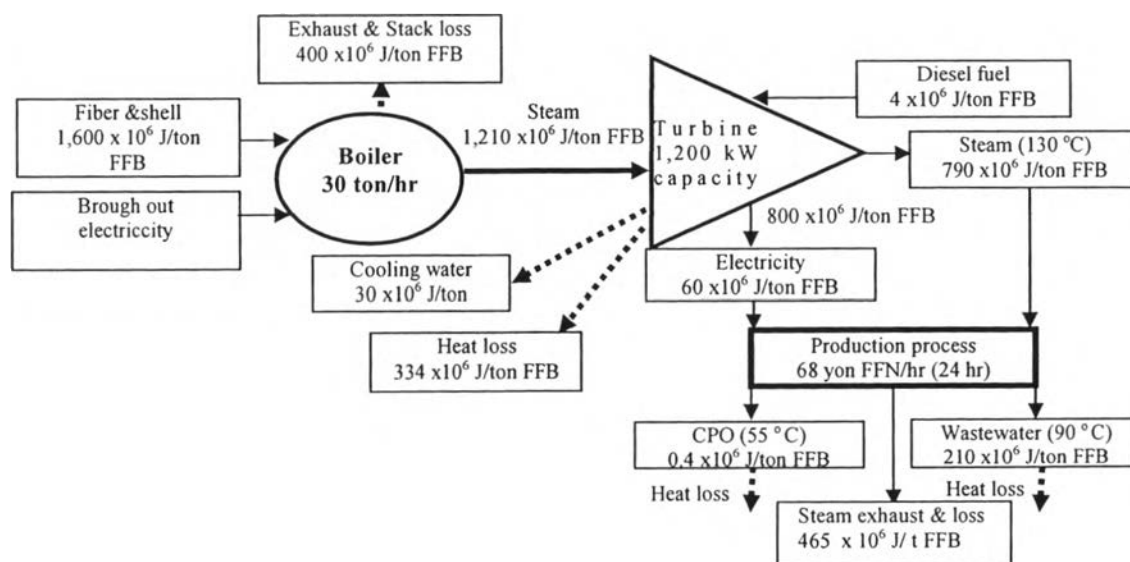 Exhaust & Stack loss
400 x10⁶ J/ton FFB
Fiber &shell
1,600 x 10⁶ J/ton
FFB
Brough out
electriccity
Boiler
30 ton/hr
Steam
1,210 x10⁶ J/ton FFB
Turbine
1,200 kW
capacity
Diesel fuel
4 x10⁶ J/ton FFB
Steam (130 °C)
790 x10⁶ J/ton FFB
800 x10⁶ J/ton FFB
Cooling water
30 x10⁶ J/ton
Electricity
60 x10⁶ J/ton FFB
Heat loss
334 x10⁶ J/ton FFB
Production process
68 yon FFN/hr (24 hr)
CPO (55 °C)
0.4 x10⁶ J/ton FFB
Wastewater (90 °C)
210 x10⁶ J/ton FFB
Heat loss
Heat loss
Steam exhaust & loss
465 x 10⁶ J/ t FFB